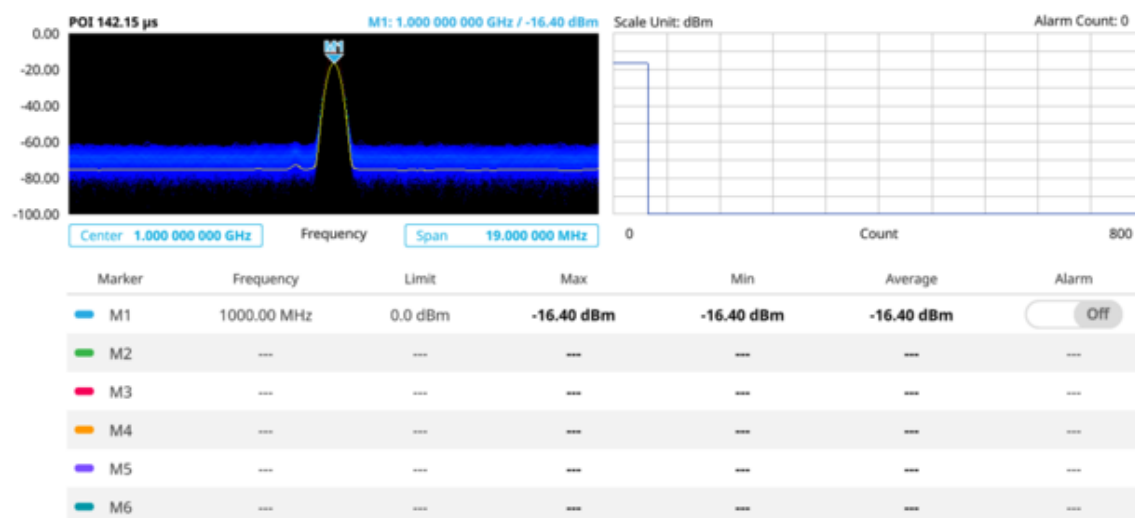 POI 142.15 µs M1: 1.000 000 000 GHz / -16.40 dBm Scale Unit: dBm Alarm Count: 0
0.00
M1
-20.00
-40.00
-60.00
-80.00
-100.00
Center 1.000 000 000 GHz Frequency Span 19.000 000 MHz 0 Count 800
Marker Frequency Limit Max Min Average Alarm
M1 1000.00 MHz 0.0 dBm -16.40 dBm -16.40 dBm -16.40 dBm Off
M2 --- --- --- --- --- ---
M3 --- --- --- --- --- ---
M4 --- --- --- --- --- ---
M5 --- --- --- --- --- ---
M6 --- --- --- --- --- ---